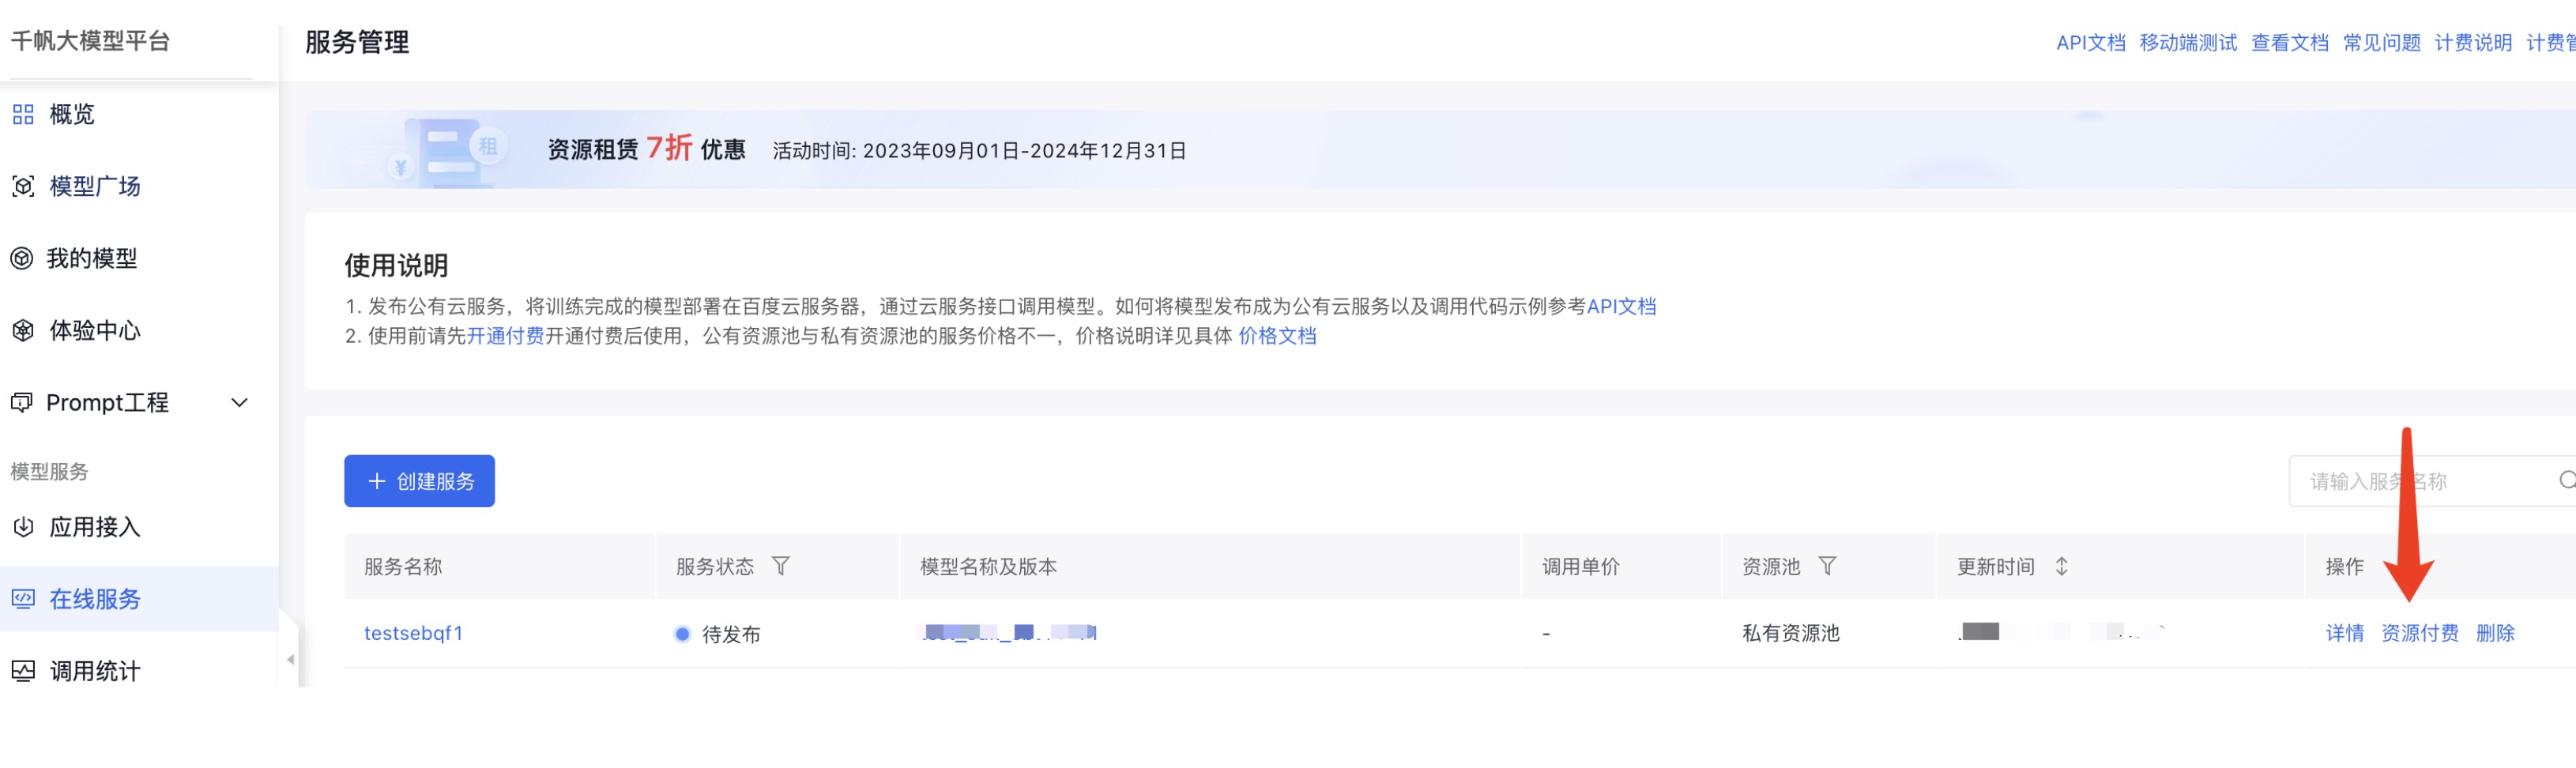 千帆大模型平台
服务管理
API文档 移动端测试 查看文档 常见问题 计费说明
概览
模型广场
我的模型
体验中心
Prompt工程
模型服务
应用接入
在线服务
调用统计
租
¥
资源租赁 7折 优惠 活动时间: 2023年09月01日-2024年12月31日
使用说明
1. 发布公有云服务，将训练完成的模型部署在百度云服务器，通过云服务接口调用模型。如何将模型发布成为公有云服务以及调用代码示例参考API文档
2. 使用前请先开通付费开通付费后使用，公有资源池与私有资源池的服务价格不一，价格说明详见具体 价格文档
+ 创建服务
请输入服务名称
服务名称 服务状态 模型名称及版本 调用单价 资源池 更新时间 操作
testsebqf1 待发布 - 私有资源池 详情 资源付费 删除